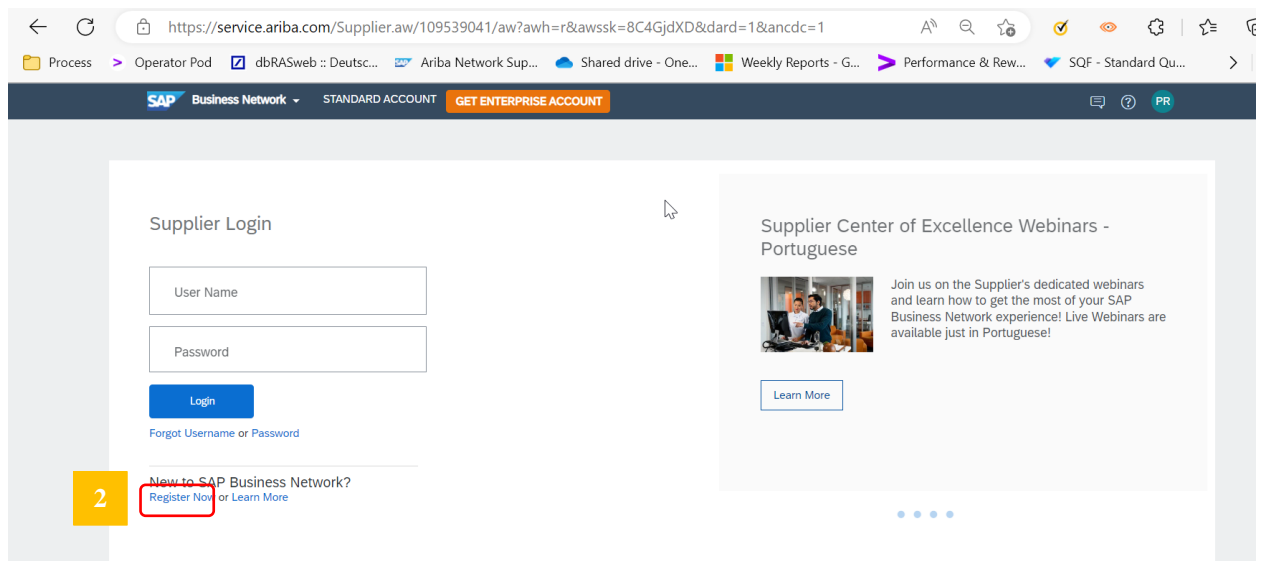 https://service.ariba.com/Supplier.aw/109539041/aw?awh=r&awssk=8C4GjdXD&dard=1&ancdc=1
Process Operator Pod dbRASweb :: Deutsc... Ariba Network Sup... Shared drive - One... Weekly Reports - G... Performance & Rew... SQF - Standard Qu...
SAP Business Network STANDARD ACCOUNT GET ENTERPRISE ACCOUNT PR
Supplier Login
User Name
Password
Login
Forgot Username or Password
New to SAP Business Network?
2
Register Now or Learn More
Supplier Center of Excellence Webinars -
Portuguese
Join us on the Supplier's dedicated webinars
and learn how to get the most of your SAP
Business Network experience! Live Webinars are
available just in Portuguese!
Learn More